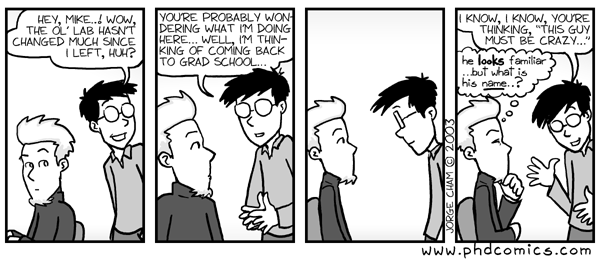 HEY, MIKE..! WOW,
THE OL' LAB HASN'T
CHANGED MUCH SINCE
I LEFT, HUH?
YOU'RE PROBABLY WON-
DERING WHAT I'M DOING
HERE... WELL, I'M THIN-
KING OF COMING BACK
TO GRAD SCHOOL...
JORGE CHAM © 2003
I KNOW, I KNOW, YOU'RE
THINKING, "THIS GUY
MUST BE CRAZY..."
he looks familiar
...but what is
his name..?
www.phdcomics.com